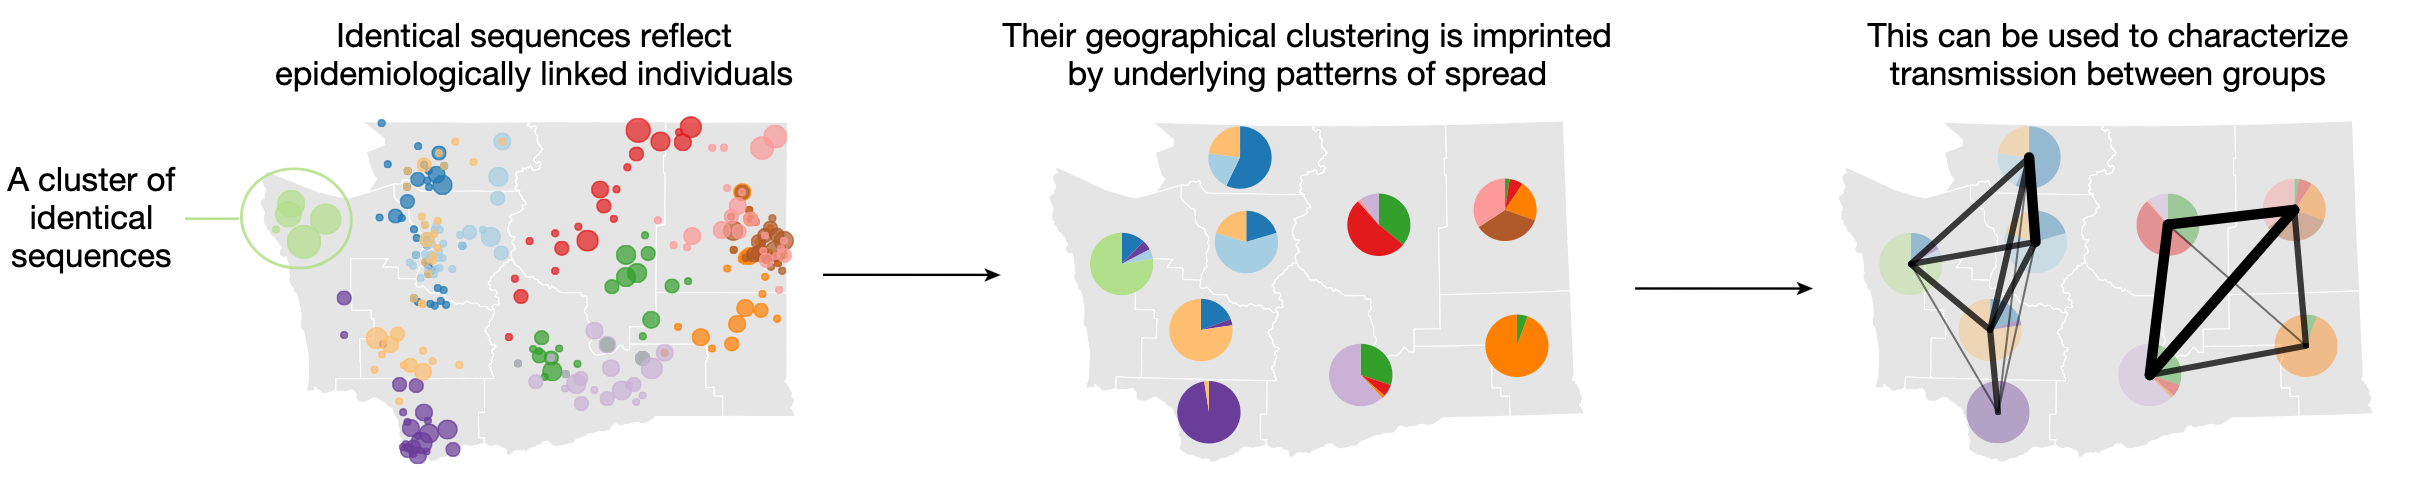 Identical sequences reflect
epidemiologically linked individuals
Their geographical clustering is imprinted
by underlying patterns of spread
This can be used to characterize
transmission between groups
A cluster of
identical
sequences